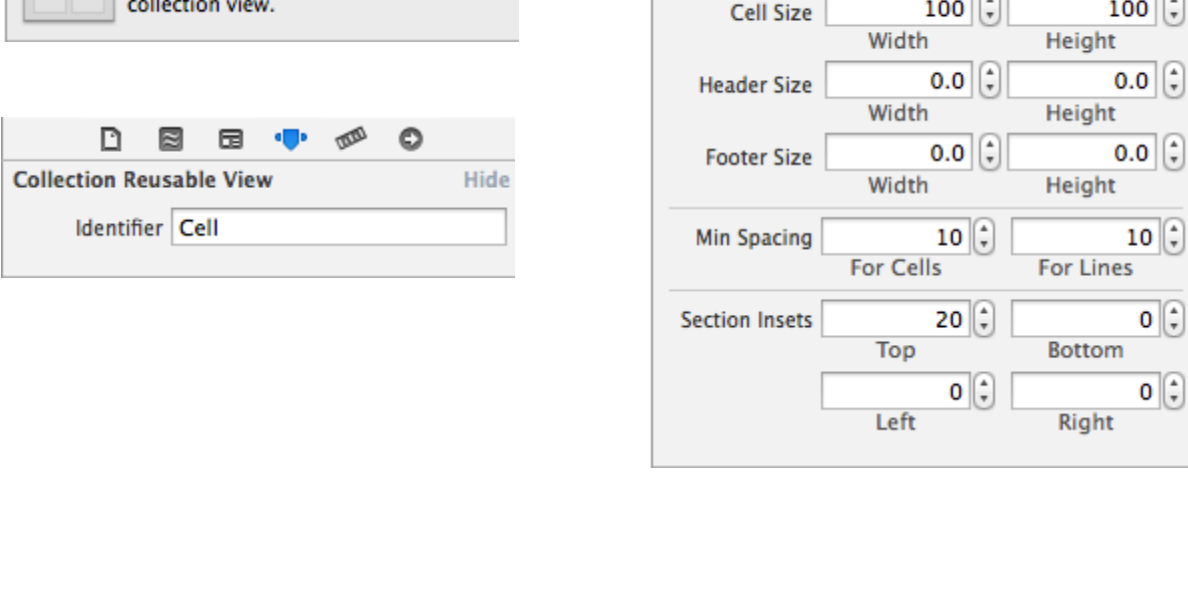 collection view.
Collection Reusable View Hide
Identifier Cell
Cell Size 100 100
Width Height
Header Size 0.0 0.0
Width Height
Footer Size 0.0 0.0
Width Height
Min Spacing 10 10
For Cells For Lines
Section Insets 20 0
Top Bottom
0 0
Left Right